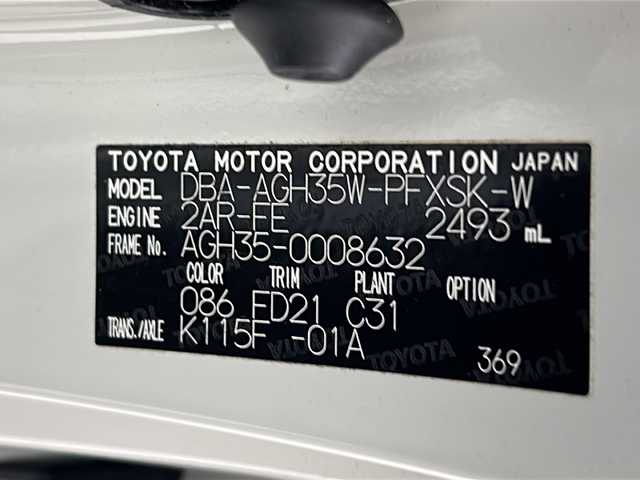 TOYOTA MOTOR CORPORATION JAPAN
MODEL DBA-AGH35W-PFXSK-W
ENGINE 2AR-FE 2493 mL
FRAME No. AGH35-0008632
COLOR TRIM PLANT OPTION
086 FD21 C31
TRANS./AXLE K115F -01A
369